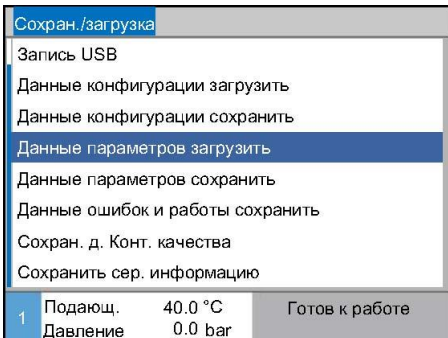 Сохран./загрузка
Запись USB
Данные конфигурации загрузить
Данные конфигурации сохранить
Данные параметров загрузить
Данные параметров сохранить
Данные ошибок и работы сохранить
Сохран. д. Конт. качества
Сохранить сер. информацию
1 Подающ. 40.0 °C Готов к работе
Давление 0.0 bar